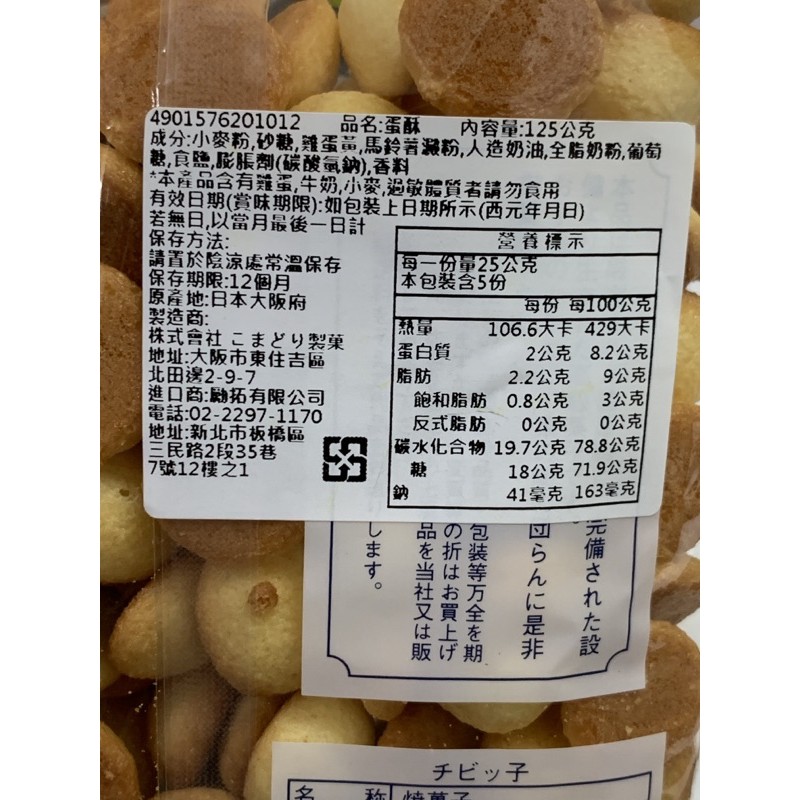 4901576201012 品名:蛋酥 內容量:125公克
成分:小麥粉,砂糖,雞蛋黃,馬鈴薯澱粉,人造奶油,全脂奶粉,葡萄
糖,食鹽,膨脹劑(碳酸氫鈉),香料
*本產品含有雞蛋,牛奶,小麥,過敏體質者請勿食用
有效日期(賞味期限):如包裝上日期所示(西元年月日)
若無日,以當月最後一日計
保存方法:
請置於陰涼處常溫保存
保存期限:12個月
原產地:日本大阪府
製造商:
株式會社 こまどり製菓
地址:大阪市東住吉區
北田邊2-9-7
進口商:勵拓有限公司
電話:02-2297-1170
地址:新北市板橋區
三民路2段35巷
7號12樓之1
營養標示
每一份量25公克
本包裝含5份
每份 每100公克
熱量 106.6大卡 429大卡
蛋白質 2公克 8.2公克
脂肪 2.2公克 9公克
飽和脂肪 0.8公克 3公克
反式脂肪 0公克 0公克
碳水化合物 19.7公克 78.8公克
糖 18公克 71.9公克
鈉 41毫克 163毫克
完備された設
団らんに是非
包装等万全を期
の折はお買上げ
品を当社又は販
します。
チビッ子
名 称 焼菓子